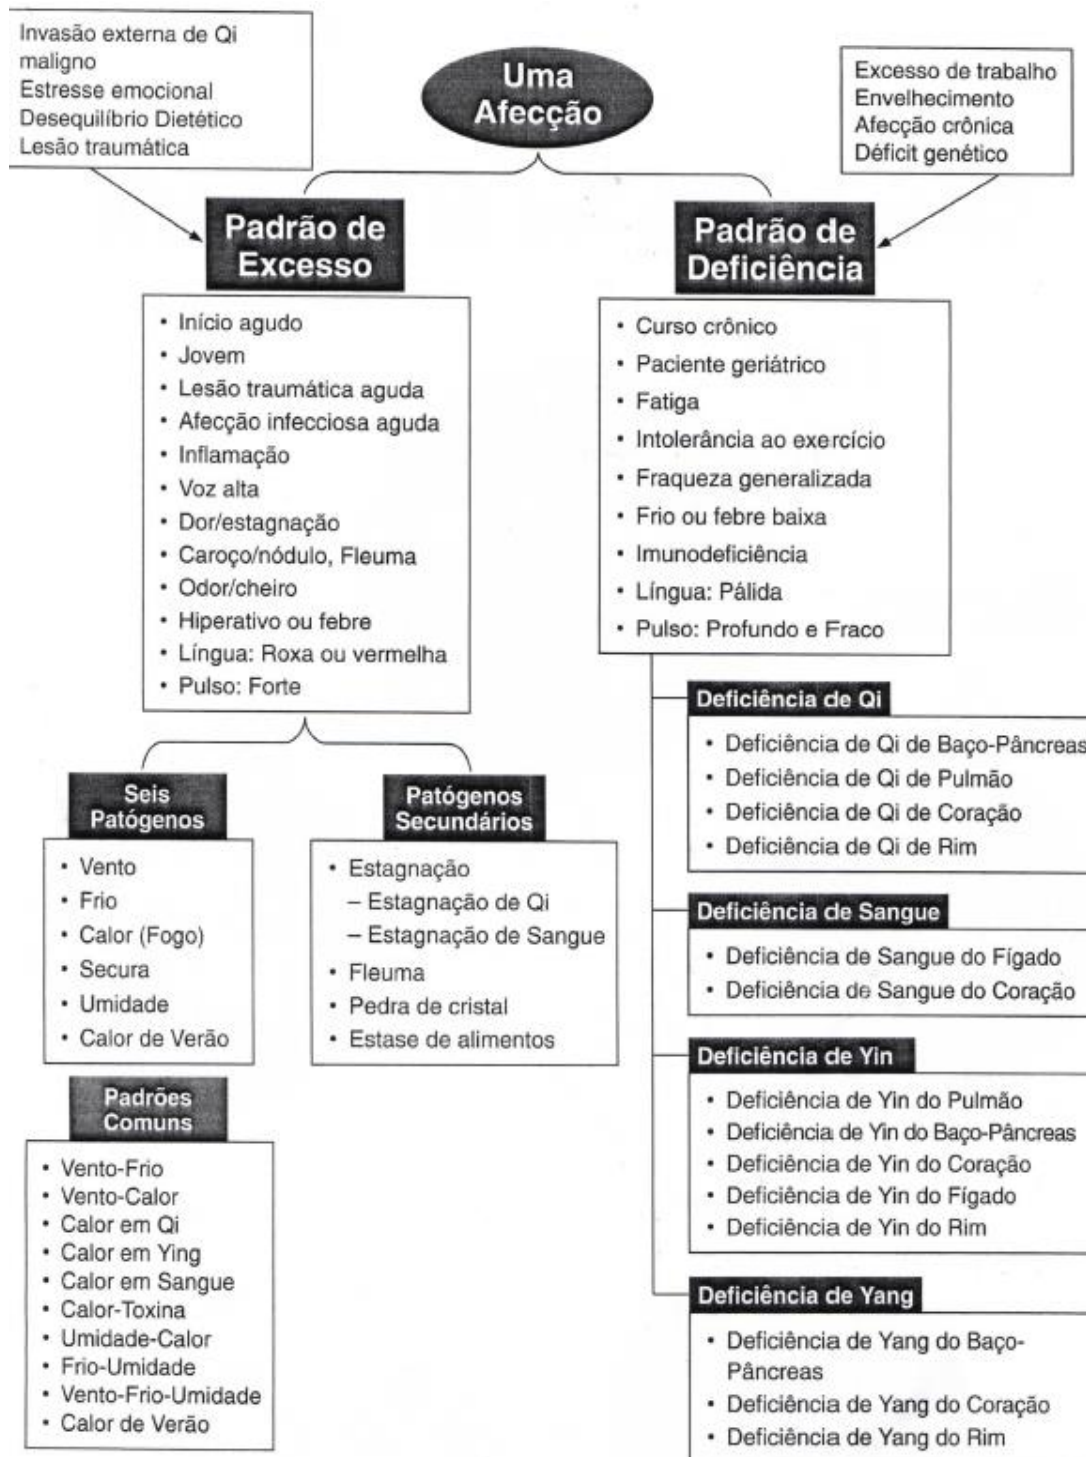 Invasão externa de Qi
maligno
Estresse emocional
Desequilíbrio Dietético
Lesão traumática
Uma
Afecção
Excesso de trabalho
Envelhecimento
Afecção crônica
Déficit genético
Padrão de
Excesso
• Início agudo
• Jovem
• Lesão traumática aguda
• Afecção infecciosa aguda
• Inflamação
• Voz alta
• Dor/estagnação
• Caroço/nódulo, Fleuma
• Odor/cheiro
• Hiperativo ou febre
• Língua: Roxa ou vermelha
• Pulso: Forte
Padrão de
Deficiência
• Curso crônico
• Paciente geriátrico
• Fatiga
• Intolerância ao exercício
• Fraqueza generalizada
• Frio ou febre baixa
• Imunodeficiência
• Língua: Pálida
• Pulso: Profundo e Fraco
Seis
Patógenos
• Vento
• Frio
• Calor (Fogo)
• Secura
• Umidade
• Calor de Verão
Patógenos
Secundários
• Estagnação
– Estagnação de Qi
– Estagnação de Sangue
• Fleuma
• Pedra de cristal
• Estase de alimentos
Padrões
Comuns
• Vento-Frio
• Vento-Calor
• Calor em Qi
• Calor em Ying
• Calor em Sangue
• Calor-Toxina
• Umidade-Calor
• Frio-Umidade
• Vento-Frio-Umidade
• Calor de Verão
Deficiência de Qi
• Deficiência de Qi de Baço-Pâncreas
• Deficiência de Qi de Pulmão
• Deficiência de Qi de Coração
• Deficiência de Qi de Rim
Deficiência de Sangue
• Deficiência de Sangue do Fígado
• Deficiência de Sangue do Coração
Deficiência de Yin
• Deficiência de Yin do Pulmão
• Deficiência de Yin do Baço-Pâncreas
• Deficiência de Yin do Coração
• Deficiência de Yin do Fígado
• Deficiência de Yin do Rim
Deficiência de Yang
• Deficiência de Yang do Baço-
Pâncreas
• Deficiência de Yang do Coração
• Deficiência de Yang do Rim